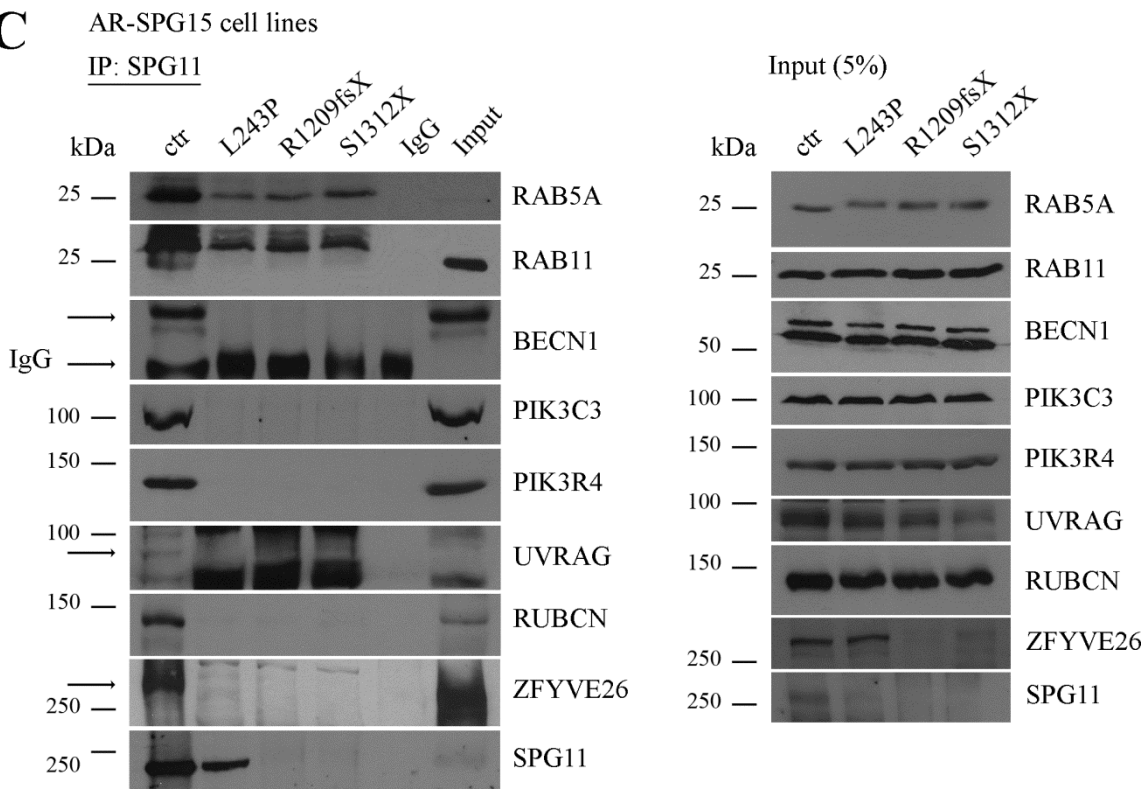 C
AR-SPG15 cell lines
IP: SPG11
kDa ctr L243P R1209fsX S1312X IgG Input
25 RAB5A
25 RAB11
BECN1
IgG
100 PIK3C3
150 PIK3R4
100 UVRAG
150 RUBCN
ZFYVE26
250
250 SPG11
Input (5%)
kDa ctr L243P R1209fsX S1312X
25 RAB5A
25 RAB11
BECN1
50
100 PIK3C3
150 PIK3R4
100 UVRAG
150 RUBCN
ZFYVE26
250
250 SPG11